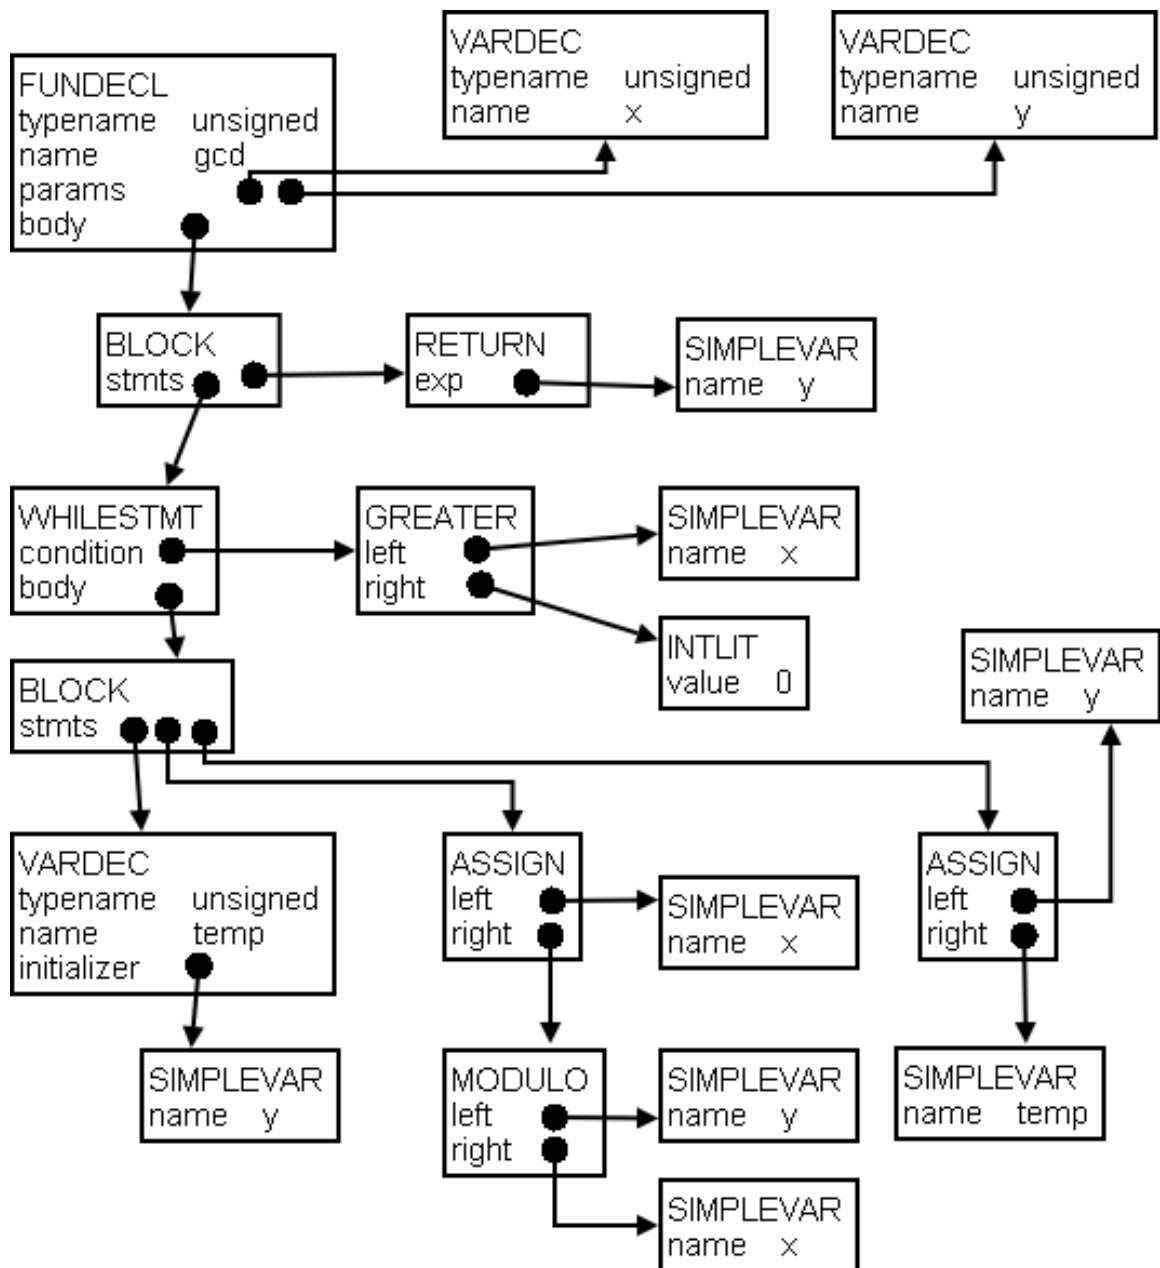 FUNDECL
typename unsigned
name gcd
params
body
VARDEC
typename unsigned
name x
VARDEC
typename unsigned
name y
BLOCK
stmts
RETURN
exp
SIMPLEVAR
name y
WHILESTMT
condition
body
GREATER
left
right
SIMPLEVAR
name x
INTLIT
value 0
SIMPLEVAR
name y
BLOCK
stmts
VARDEC
typename unsigned
name temp
initializer
SIMPLEVAR
name y
ASSIGN
left
right
SIMPLEVAR
name x
MODULO
left
right
SIMPLEVAR
name y
SIMPLEVAR
name x
ASSIGN
left
right
SIMPLEVAR
name temp